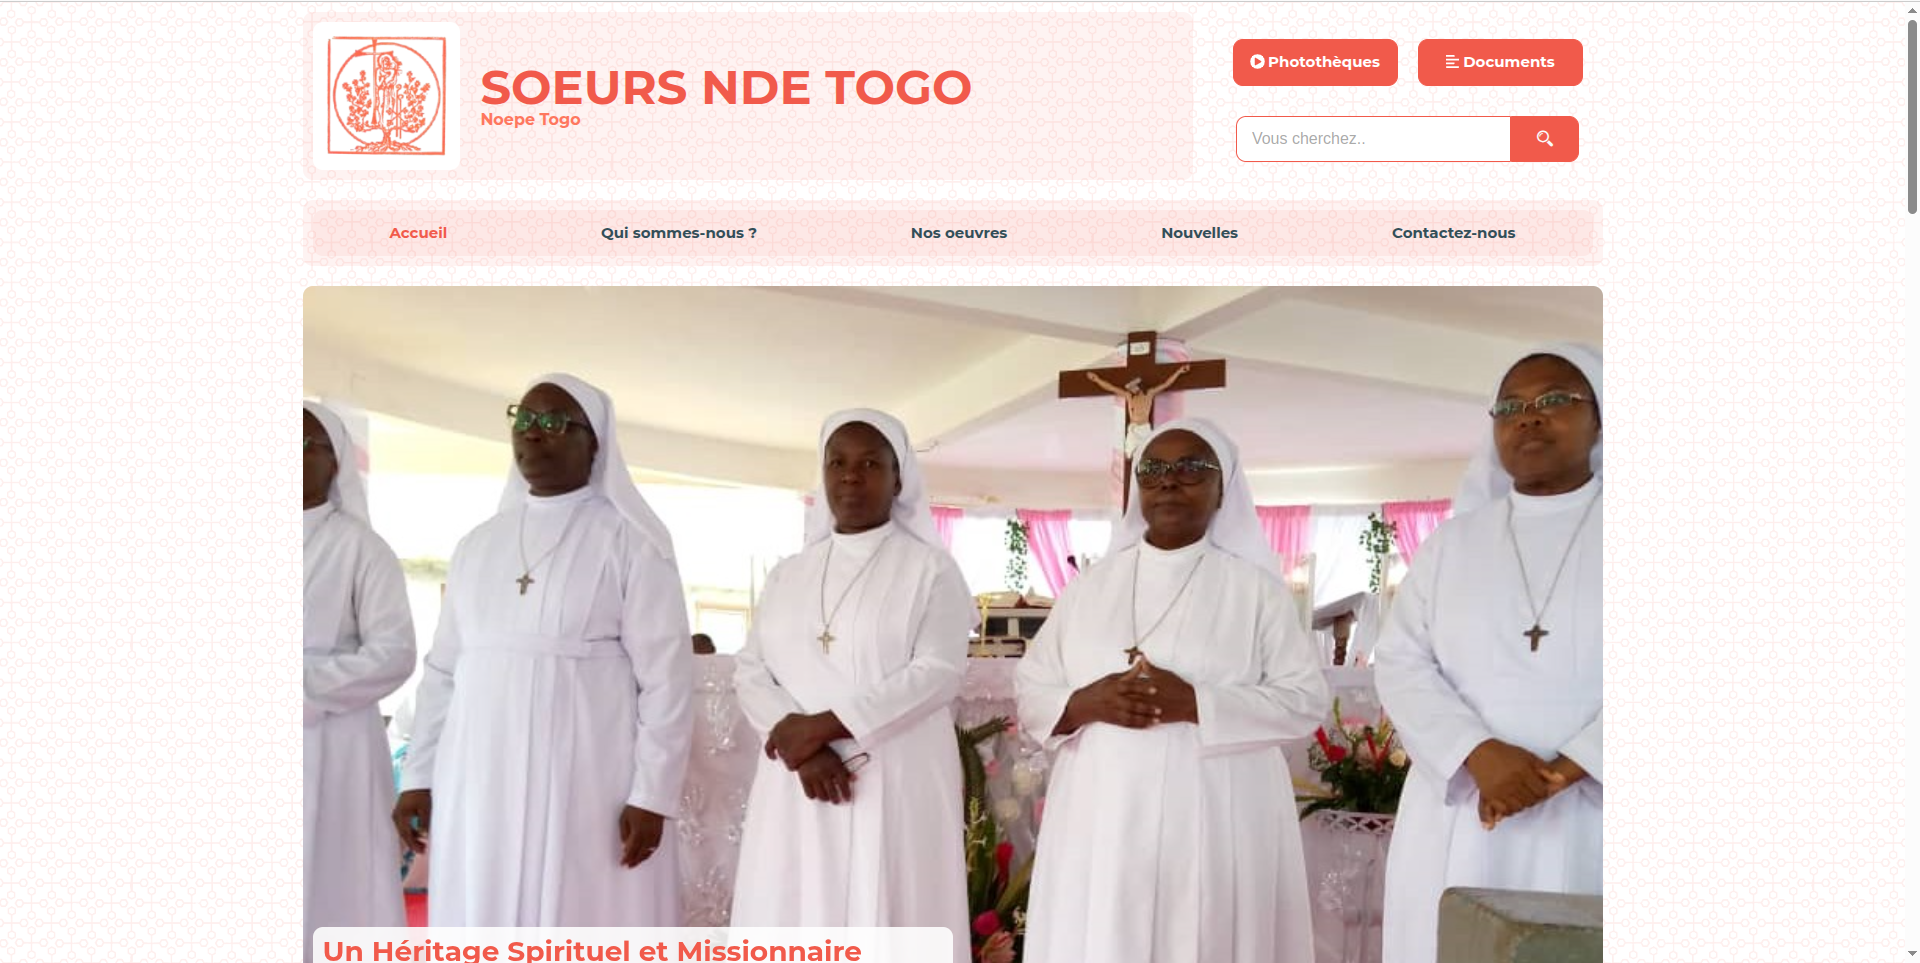 SOEURS NDE TOGO
Noepe Togo
Photothèques
Documents
Vous cherchez..
Accueil
Qui sommes-nous ?
Nos oeuvres
Nouvelles
Contactez-nous
Un Héritage Spirituel et Missionnaire